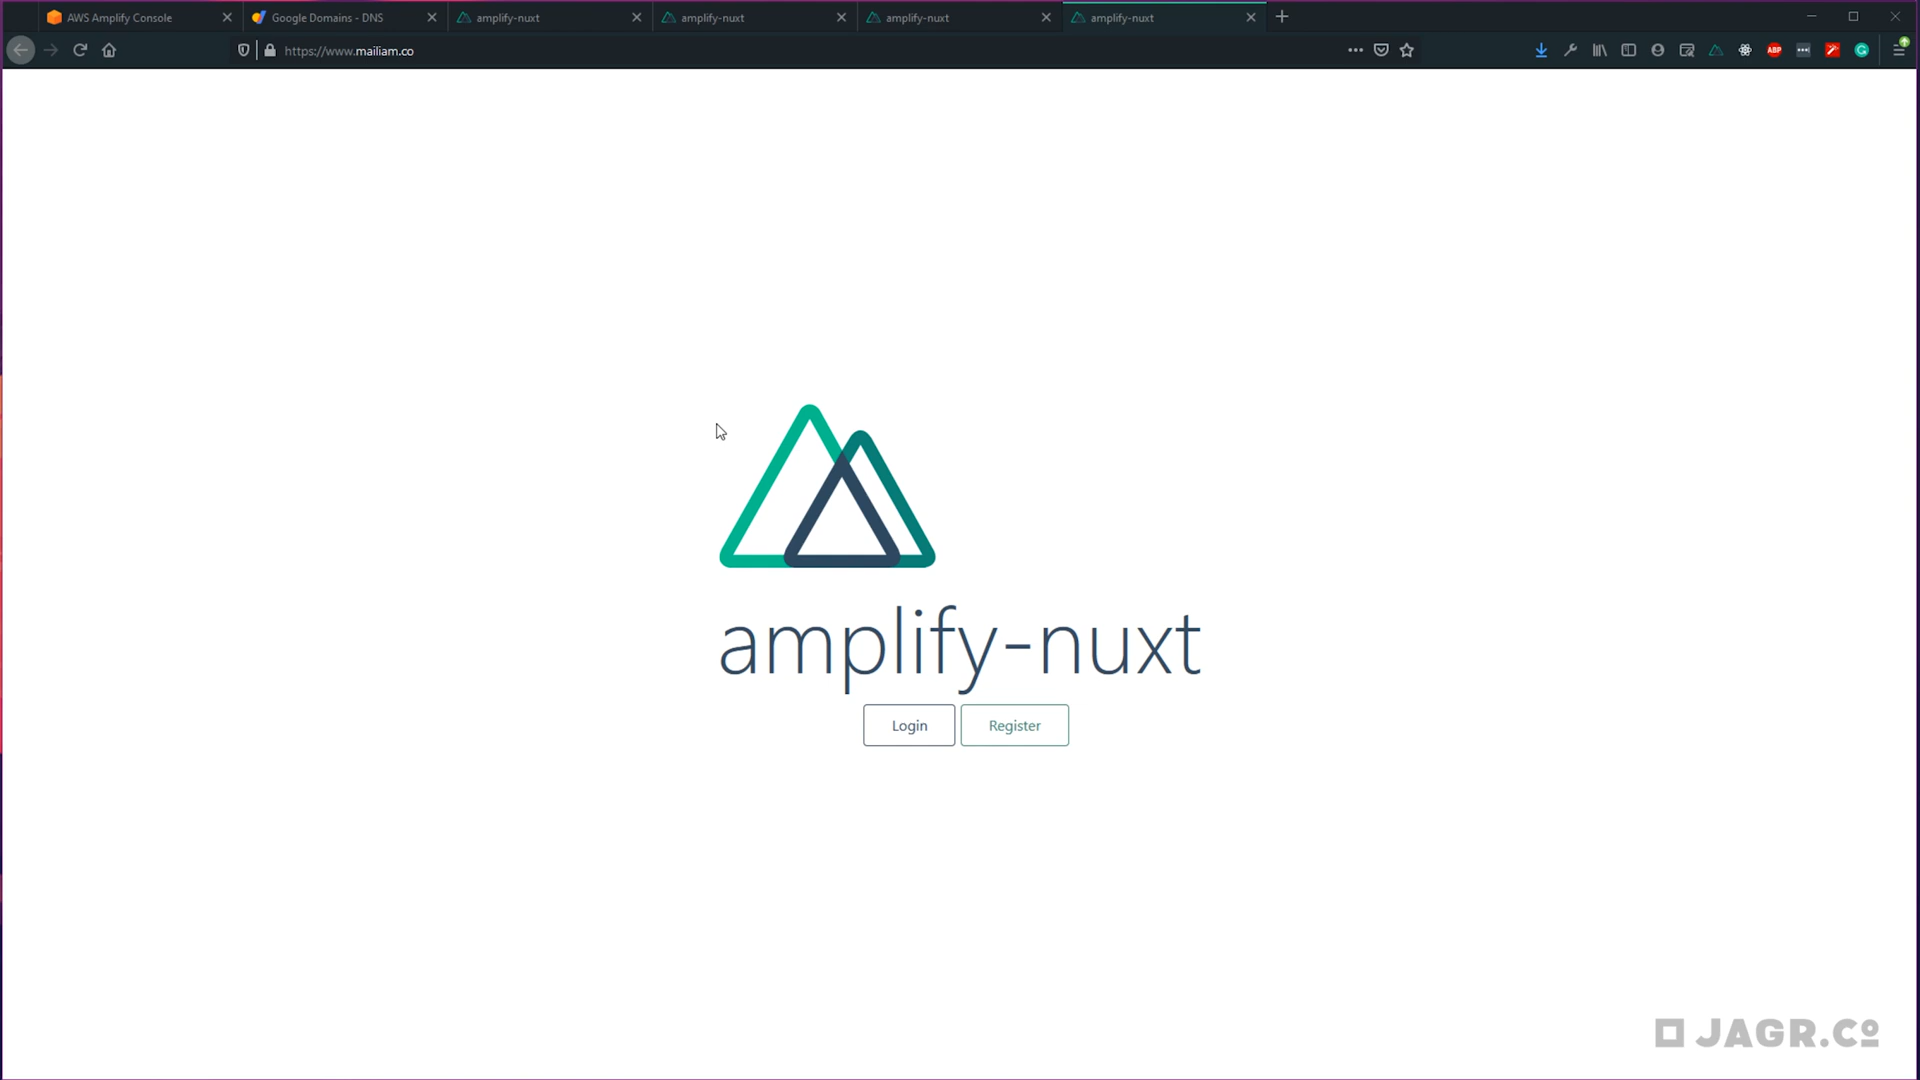 AWS Amplify Console
Google Domains - DNS
amplify-nuxt
amplify-nuxt
amplify-nuxt
amplify-nuxt
https://www.mailiam.co
ABP
amplify-nuxt
Login
Register
JAGR.Co